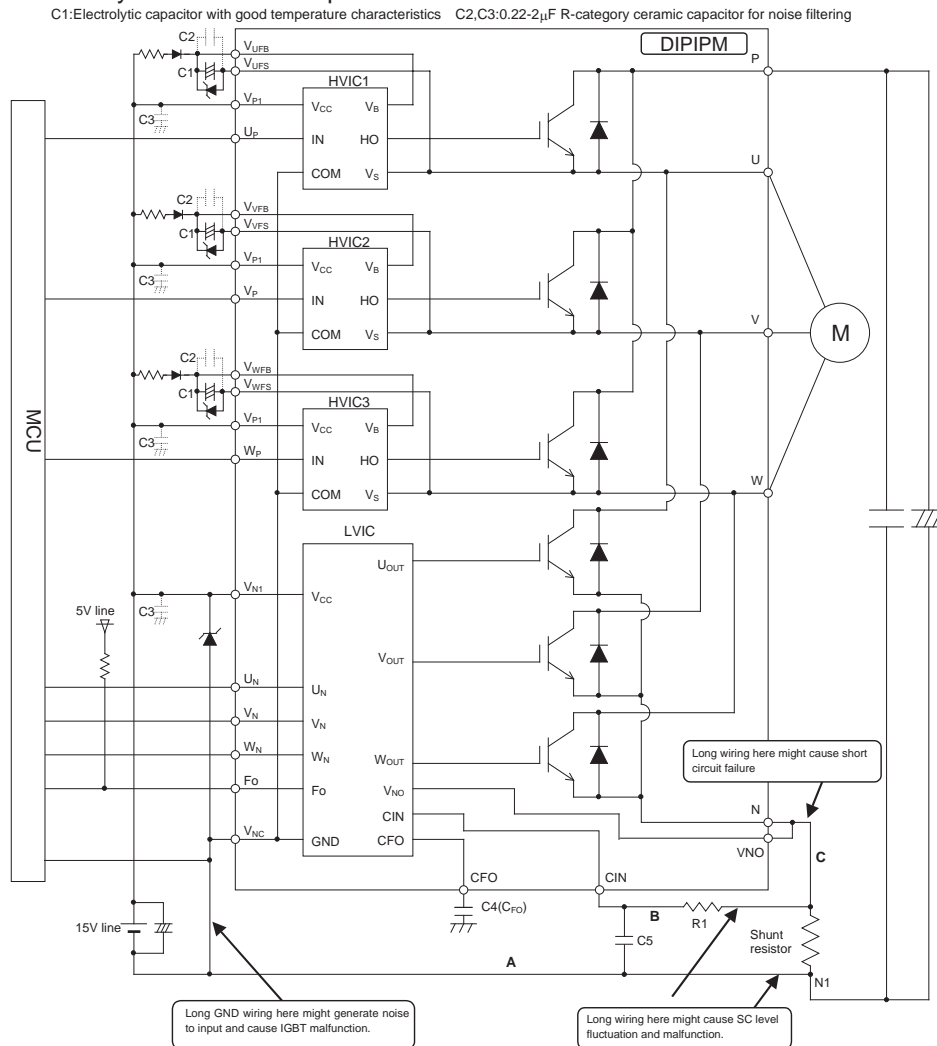 C1:Electrolytic capacitor with good temperature characteristics C2,C3:0.22-2μF R-category ceramic capacitor for noise filtering
C2
VUFB
DIPIPM
P
C1
VUFS
HVIC1
VP1
VCC
VB
C3
UP
IN
HO
U
COM
VS
C2
VVFB
C1
VVFS
HVIC2
VP1
VCC
VB
C3
VP
IN
HO
V
M
COM
VS
C2
VWFB
C1
VWFS
HVIC3
MCU
VP1
VCC
VB
C3
WP
IN
HO
W
COM
VS
LVIC
UOUT
VN1
VCC
5V line
C3
VOUT
UN
UN
VN
VN
WN
WN
WOUT
Long wiring here might cause short
circuit failure
Fo
Fo
VNO
N
CIN
VNC
GND
CFO
VNO
C
CFO
CIN
C4(CFO)
B
R1
15V line
C5
Shunt
resistor
A
N1
Long GND wiring here might generate noise
to input and cause IGBT malfunction.
Long wiring here might cause SC level
fluctuation and malfunction.